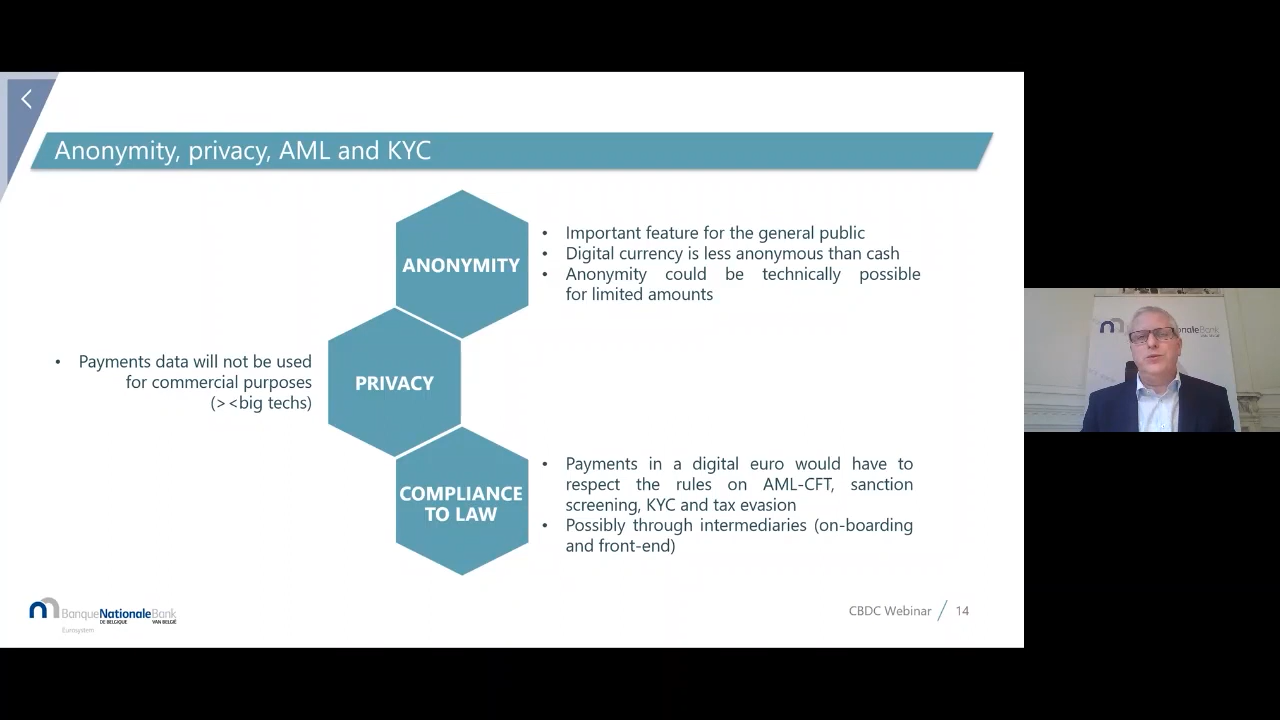 Anonymity, privacy, AML and KYC
ANONYMITY
• Important feature for the general public
• Digital currency is less anonymous than cash
• Anonymity could be technically possible
for limited amounts
• Payments data will not be used
for commercial purposes
(><big techs)
PRIVACY
COMPLIANCE
TO LAW
• Payments in a digital euro would have to
respect the rules on AML-CFT, sanction
screening, KYC and tax evasion
• Possibly through intermediaries (on-boarding
and front-end)
BanqueNationaleBank
DE BELGIQUE VAN BELGIË
Eurosystem
CBDC Webinar / 14
naleBank